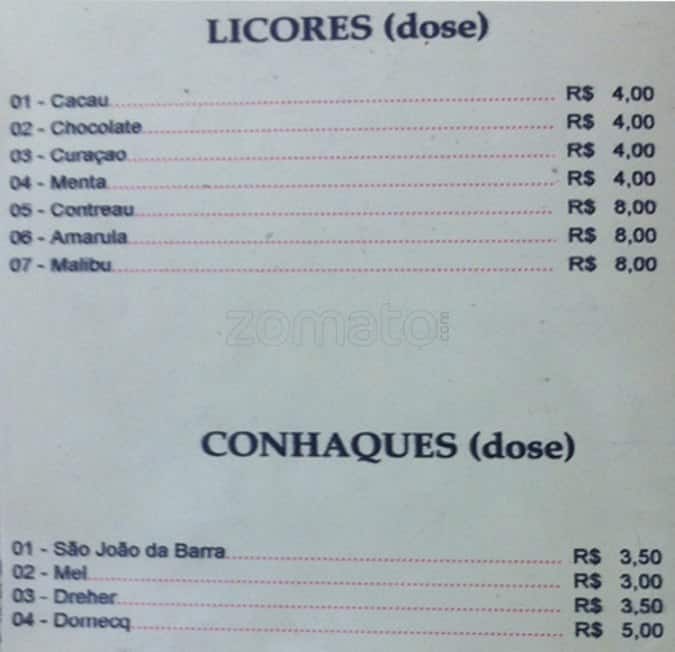 LICORES (dose)
01 - Cacau R$ 4,00
02 - Chocolate R$ 4,00
03 - Curaçao R$ 4,00
04 - Menta R$ 4,00
05 - Contreau R$ 8,00
06 - Amarula R$ 8,00
07 - Malibu R$ 8,00
zomato.com
CONHAQUES (dose)
01 - São João da Barra R$ 3,50
02 - Mel R$ 3,00
03 - Dreher R$ 3,50
04 - Domecq R$ 5,00